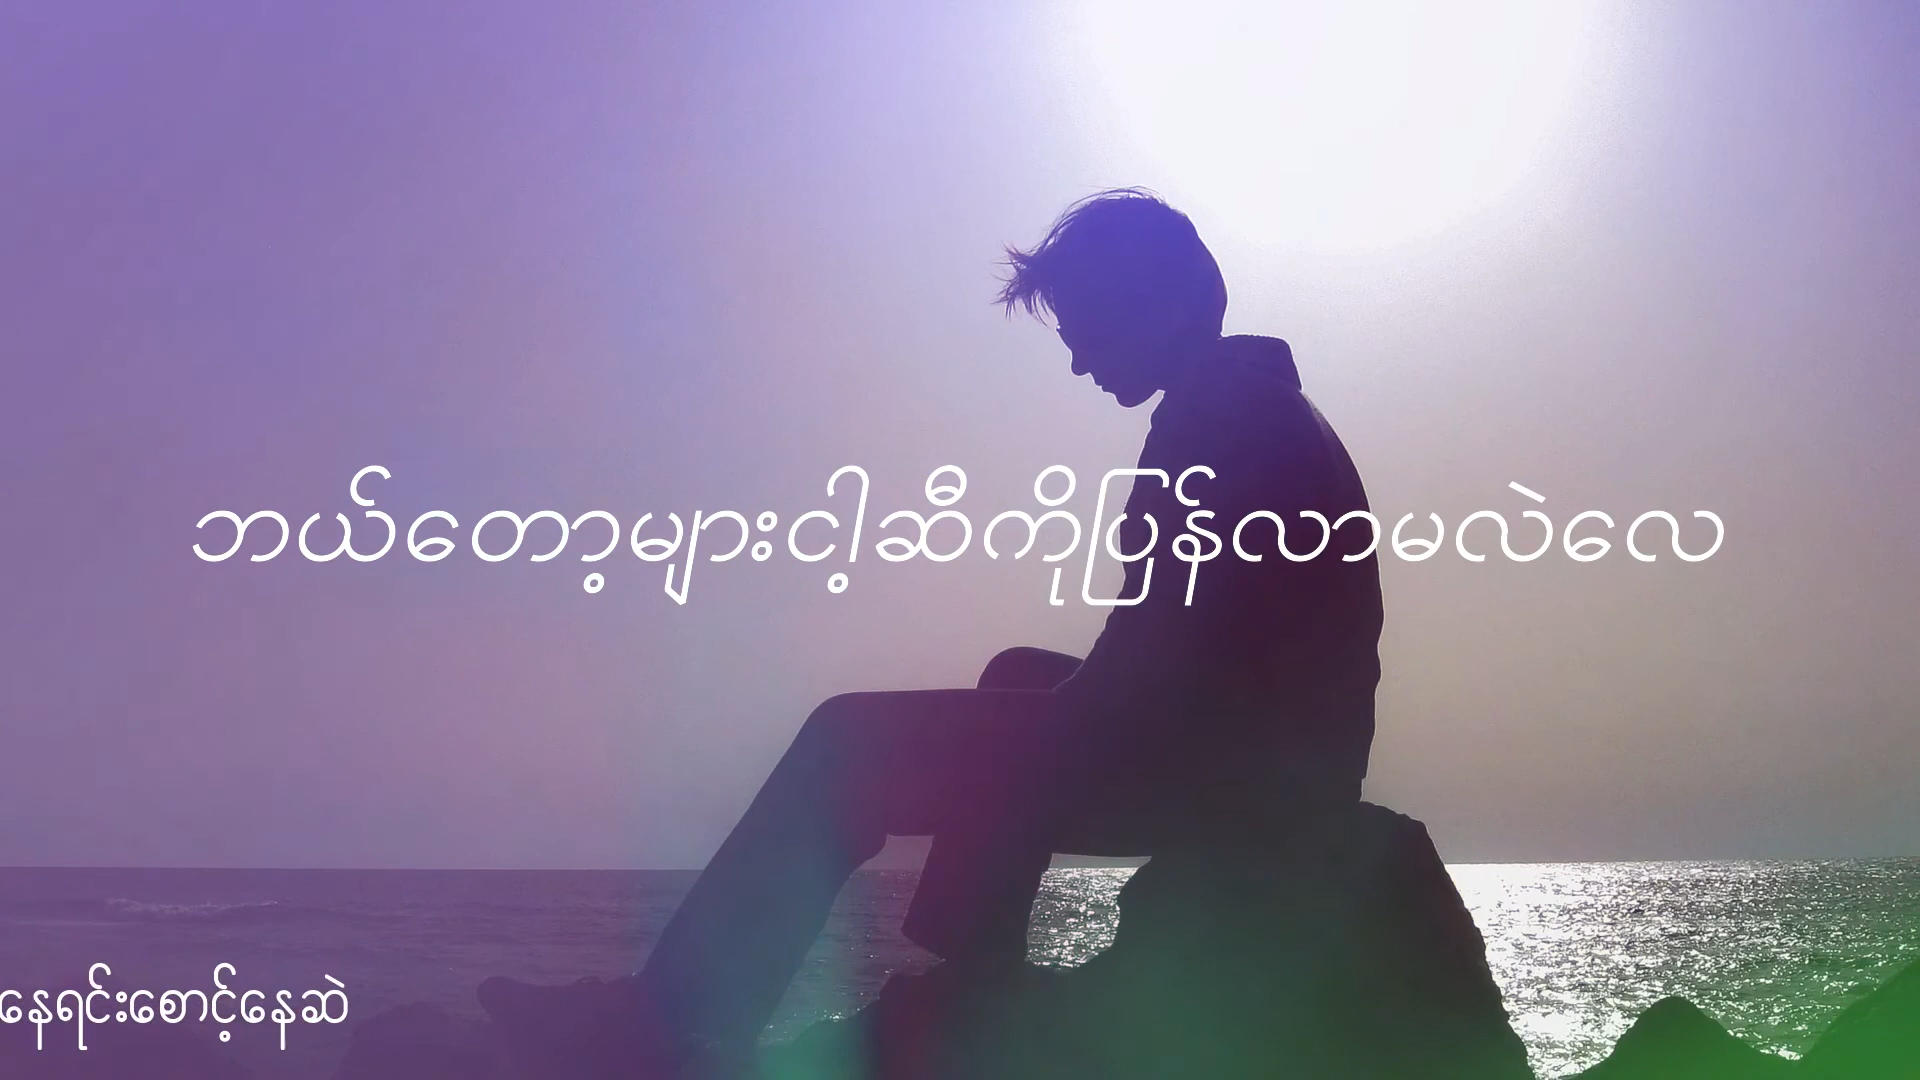 ဘယ်တော့များငါ့ဆီကိုပြန်လာမလဲလေ
နေရင်းစောင့်နေဆဲ